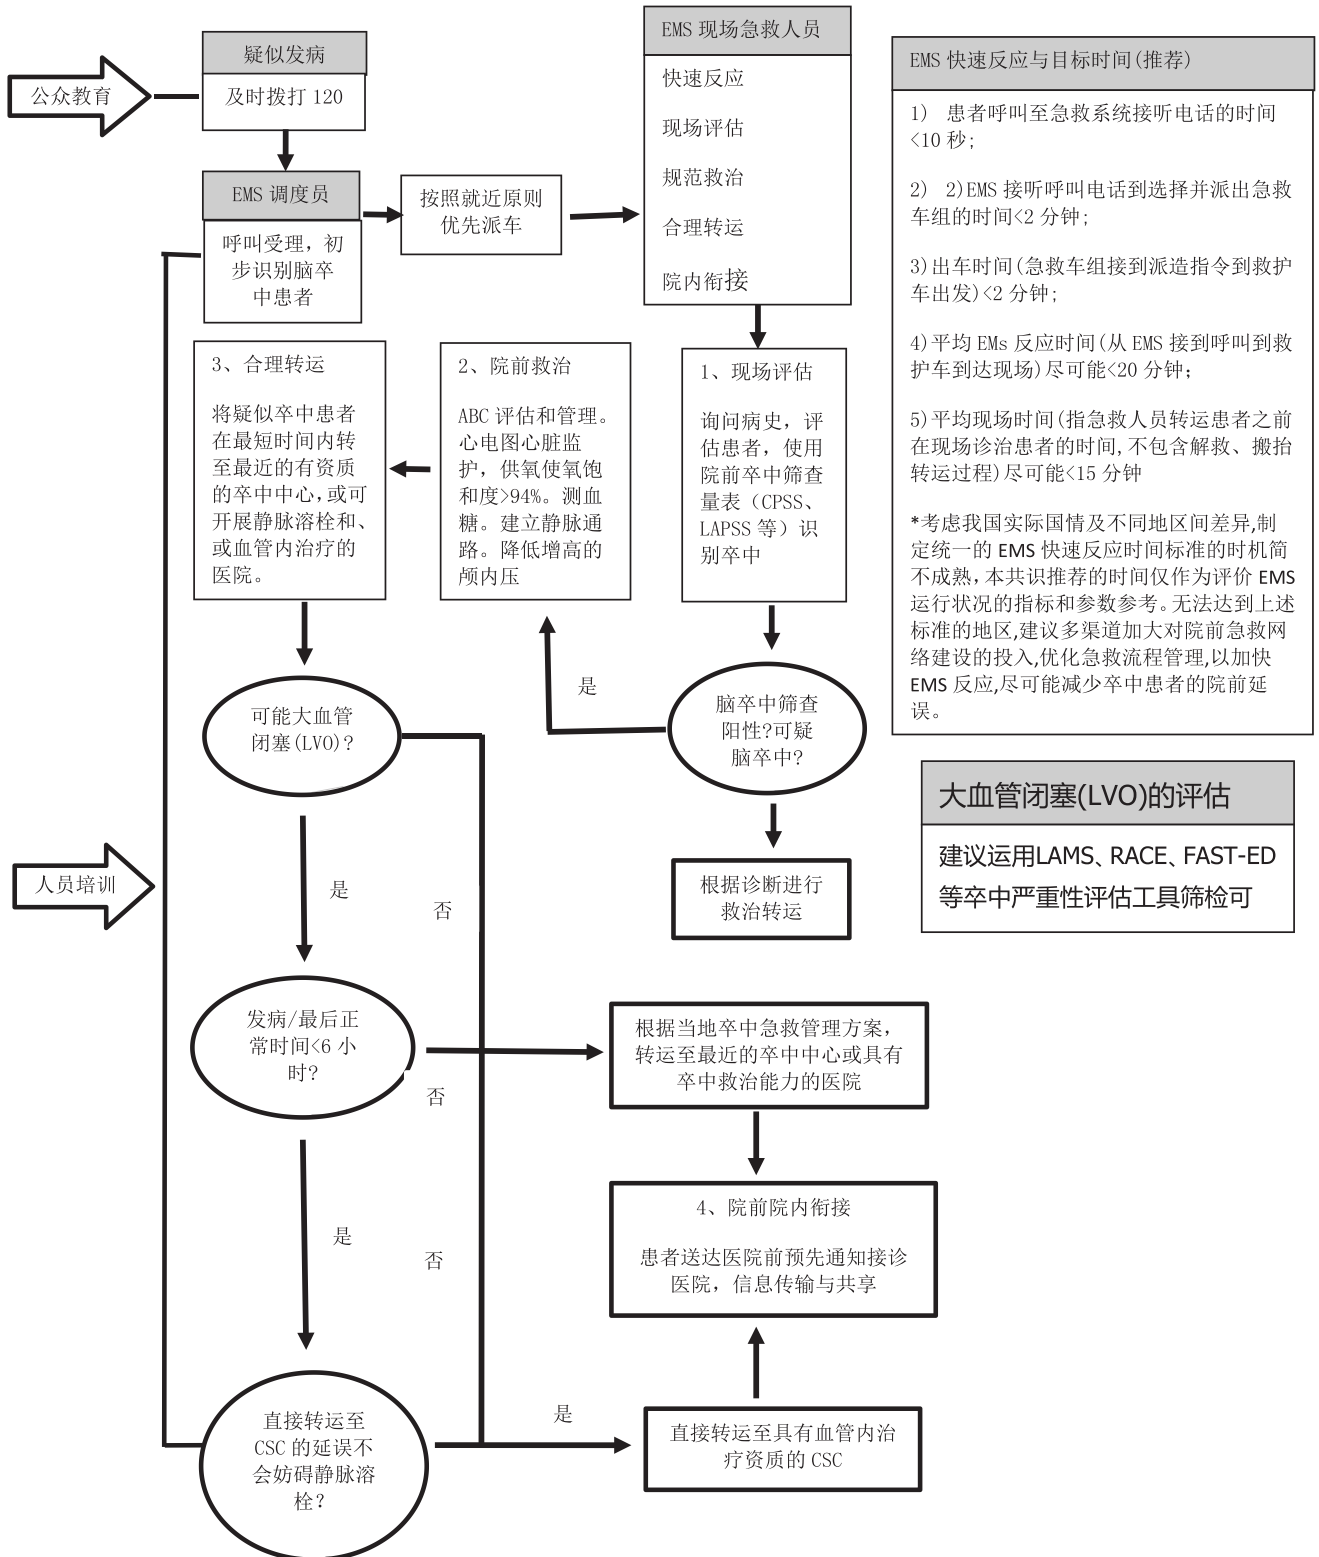 公众教育
疑似发病
及时拨打 120
EMS 调度员
呼叫受理，初
步识别脑卒
中患者
按照就近原则
优先派车
EMS 现场急救人员
快速反应
现场评估
规范救治
合理转运
院内衔接
EMS 快速反应与目标时间(推荐)
1) 患者呼叫至急救系统接听电话的时间
<10 秒;
2) 2)EMS 接听呼叫电话到选择并派出急救
车组的时间<2 分钟;
3)出车时间(急救车组接到派造指令到救护
车出发)<2 分钟;
4)平均 EMs 反应时间(从 EMS 接到呼叫到救
护车到达现场)尽可能<20 分钟;
5)平均现场时间(指急救人员转运患者之前
在现场诊治患者的时间,不包含解救、搬抬
转运过程)尽可能<15 分钟
*考虑我国实际国情及不同地区间差异,制
定统一的 EMS 快速反应时间标准的时机简
不成熟，本共识推荐的时间仅作为评价 EMS
运行状况的指标和参数参考。无法达到上述
标准的地区,建议多渠道加大对院前急救网
络建设的投入,优化急救流程管理,以加快
EMS 反应,尽可能减少卒中患者的院前延
误。
3、合理转运
将疑似卒中患者
在最短时间内转
至最近的有资质
的卒中中心,或可
开展静脉溶栓和、
或血管内治疗的
医院。
2、院前救治
ABC 评估和管理。
心电图心脏监
护，供氧使氧饱
和度>94%。测血
糖。建立静脉通
路。降低增高的
颅内压
1、现场评估
询问病史，评
估患者，使用
院前卒中筛查
量表（CPSS、
LAPSS 等）识
别卒中
是
可能大血管
闭塞(LVO)?
脑卒中筛查
阳性?可疑
脑卒中?
大血管闭塞(LVO)的评估
建议运用LAMS、RACE、FAST-ED
等卒中严重性评估工具筛检可
人员培训
是
否
根据诊断进行
救治转运
发病/最后正
常时间<6 小
时?
否
根据当地卒中急救管理方案，
转运至最近的卒中中心或具有
卒中救治能力的医院
是
否
4、院前院内衔接
患者送达医院前预先通知接诊
医院，信息传输与共享
直接转运至
CSC 的延误不
会妨碍静脉溶
栓?
是
直接转运至具有血管内治
疗资质的 CSC